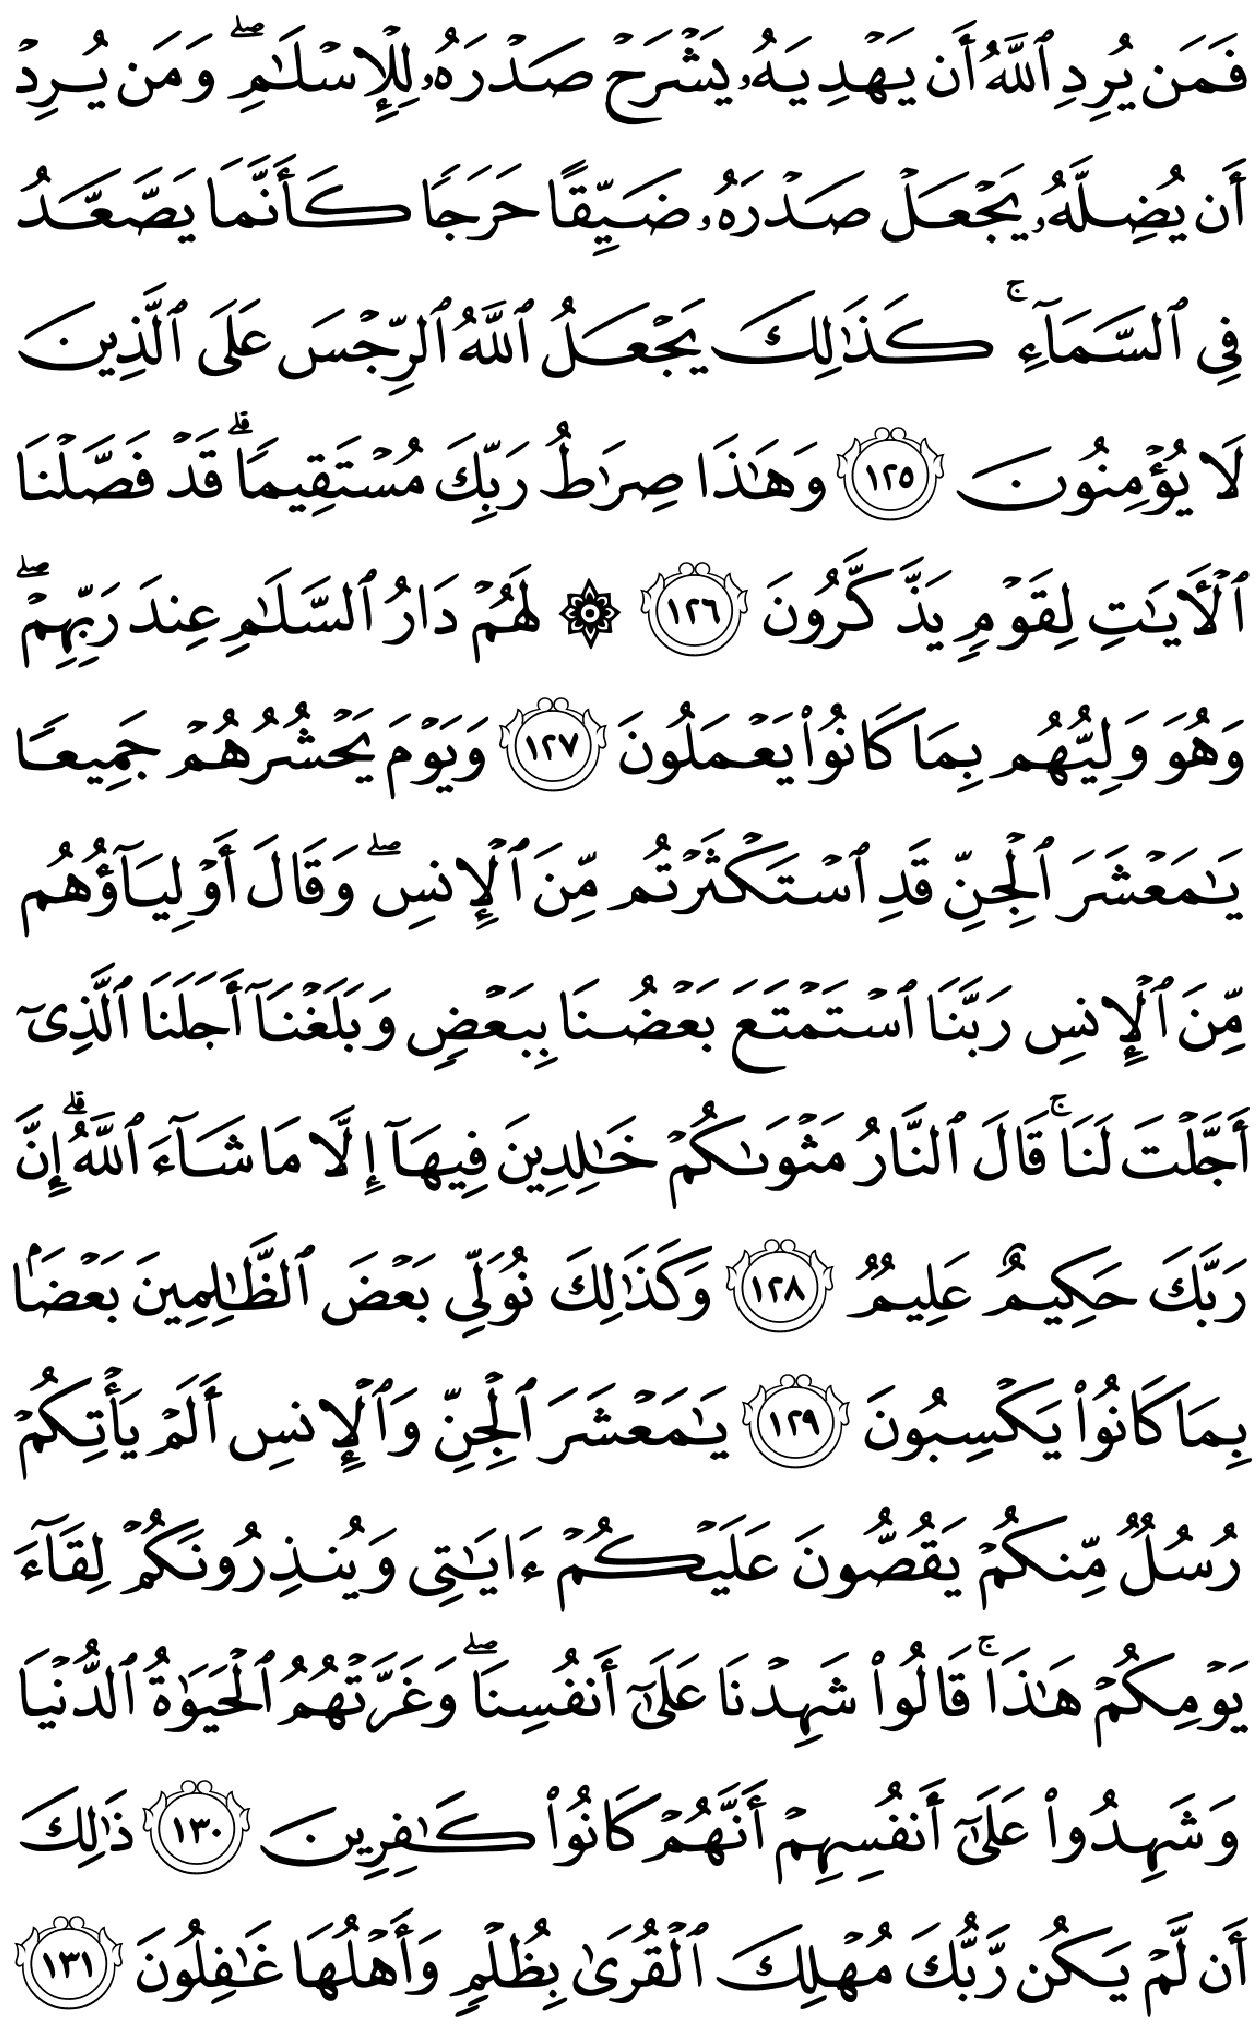 فَمَن يُرِدِ ٱللَّهُ أَن يَهْدِيَهُۥ يَشْرَحْ صَدْرَهُۥ لِلْإِسْلَٰمِ ۖ وَمَن يُرِدْ
أَن يُضِلَّهُۥ يَجْعَلْ صَدْرَهُۥ ضَيِّقًا حَرَجًا كَأَنَّمَا يَصَّعَّدُ
فِى ٱلسَّمَآءِ ۚ كَذَٰلِكَ يَجْعَلُ ٱللَّهُ ٱلرِّجْسَ عَلَى ٱلَّذِينَ
لَا يُؤْمِنُونَ ١٢٥ وَهَٰذَا صِرَٰطُ رَبِّكَ مُسْتَقِيمًا ۗ قَدْ فَصَّلْنَا
ٱلْأَيَٰتِ لِقَوْمٍ يَذَّكَّرُونَ ١٢٦ ۞ لَهُمْ دَارُ ٱلسَّلَٰمِ عِندَ رَبِّهِمْ ۖ
وَهُوَ وَلِيُّهُم بِمَا كَانُوا۟ يَعْمَلُونَ ١٢٧ وَيَوْمَ يَحْشُرُهُمْ جَمِيعًا
يَٰمَعْشَرَ ٱلْجِنِّ قَدِ ٱسْتَكْثَرْتُم مِّنَ ٱلْإِنسِ ۖ وَقَالَ أَوْلِيَآؤُهُم
مِّنَ ٱلْإِنسِ رَبَّنَا ٱسْتَمْتَعَ بَعْضُنَا بِبَعْضٍ وَبَلَغْنَآ أَجَلَنَا ٱلَّذِىٓ
أَجَّلْتَ لَنَا ۚ قَالَ ٱلنَّارُ مَثْوَىٰكُمْ خَٰلِدِينَ فِيهَآ إِلَّا مَا شَآءَ ٱللَّهُ ۗ إِنَّ
رَبَّكَ حَكِيمٌ عَلِيمٌ ١٢٨ وَكَذَٰلِكَ نُوَلِّى بَعْضَ ٱلظَّٰلِمِينَ بَعْضًۢا
بِمَا كَانُوا۟ يَكْسِبُونَ ١٢٩ يَٰمَعْشَرَ ٱلْجِنِّ وَٱلْإِنسِ أَلَمْ يَأْتِكُمْ
رُسُلٌ مِّنكُمْ يَقُصُّونَ عَلَيْكُمْ ءَايَٰتِى وَيُنذِرُونَكُمْ لِقَآءَ
يَوْمِكُمْ هَٰذَا ۚ قَالُوا۟ شَهِدْنَا عَلَىٰٓ أَنفُسِنَا ۖ وَغَرَّتْهُمُ ٱلْحَيَوٰةُ ٱلدُّنْيَا
وَشَهِدُوا۟ عَلَىٰٓ أَنفُسِهِمْ أَنَّهُمْ كَانُوا۟ كَٰفِرِينَ ١٣٠ ذَٰلِكَ
أَن لَّمْ يَكُن رَّبُّكَ مُهْلِكَ ٱلْقُرَىٰ بِظُلْمٍ وَأَهْلُهَا غَٰفِلُونَ ١٣١